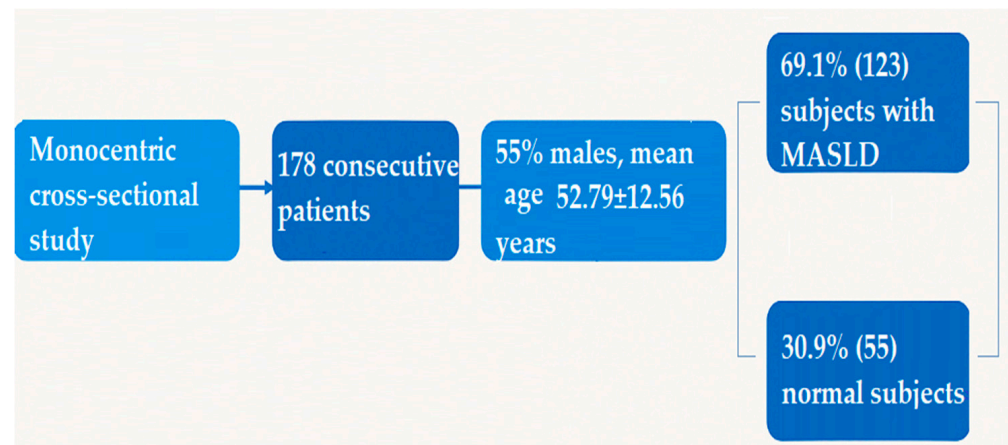 Monocentric
cross-sectional
study
178 consecutive
patients
55% males, mean
age 52.79±12.56
years
69.1% (123)
subjects with
MASLD
30.9% (55)
normal subjects